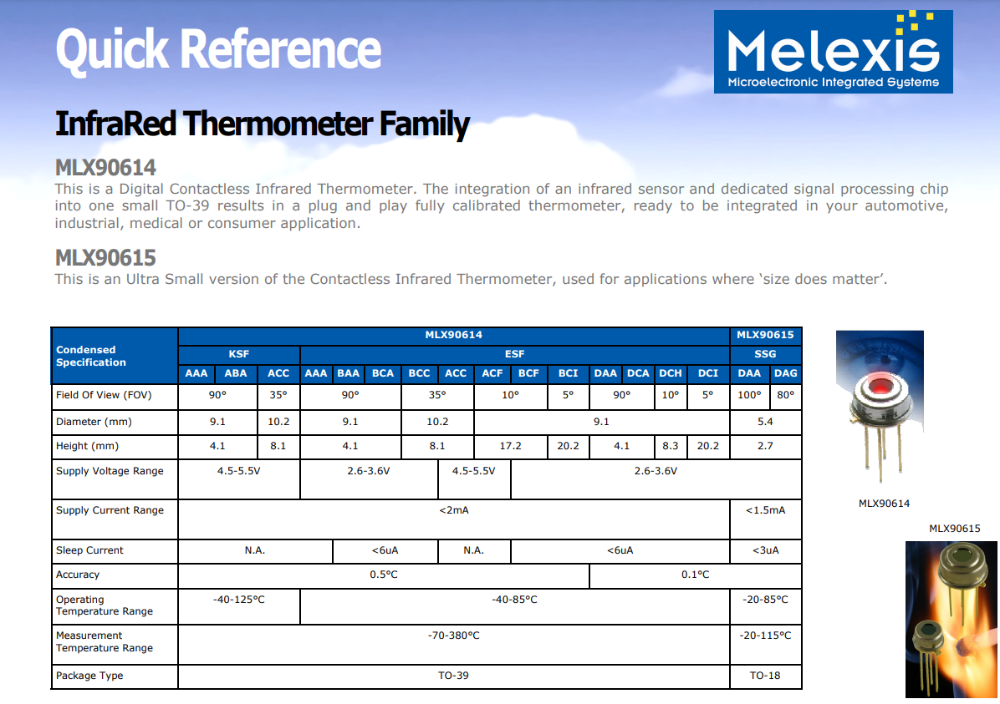 Quick Reference
Melexis
Microelectronic Integrated Systems
InfraRed Thermometer Family
MLX90614
This is a Digital Contactless Infrared Thermometer. The integration of an infrared sensor and dedicated signal processing chip
into one small TO-39 results in a plug and play fully calibrated thermometer, ready to be integrated in your automotive,
industrial, medical or consumer application.
MLX90615
This is an Ultra Small version of the Contactless Infrared Thermometer, used for applications where ‘size does matter’.
Condensed
Specification
MLX90614 MLX90615
KSF ESF SSG
AAA ABA ACC AAA BAA BCA BCC ACC ACF BCF BCI DAA DCA DCH DCI DAA DAG
Field Of View (FOV) 90° 35° 90° 35° 10° 5° 90° 10° 5° 100° 80°
Diameter (mm) 9.1 10.2 9.1 10.2 9.1 5.4
Height (mm) 4.1 8.1 4.1 8.1 17.2 20.2 4.1 8.3 20.2 2.7
Supply Voltage Range 4.5-5.5V 2.6-3.6V 4.5-5.5V 2.6-3.6V
Supply Current Range <2mA <1.5mA
Sleep Current N.A. <6uA N.A. <6uA <3uA
Accuracy 0.5°C 0.1°C
Operating
Temperature Range -40-125°C -40-85°C -20-85°C
Measurement
Temperature Range -70-380°C -20-115°C
Package Type TO-39 TO-18
MLX90614
MLX90615